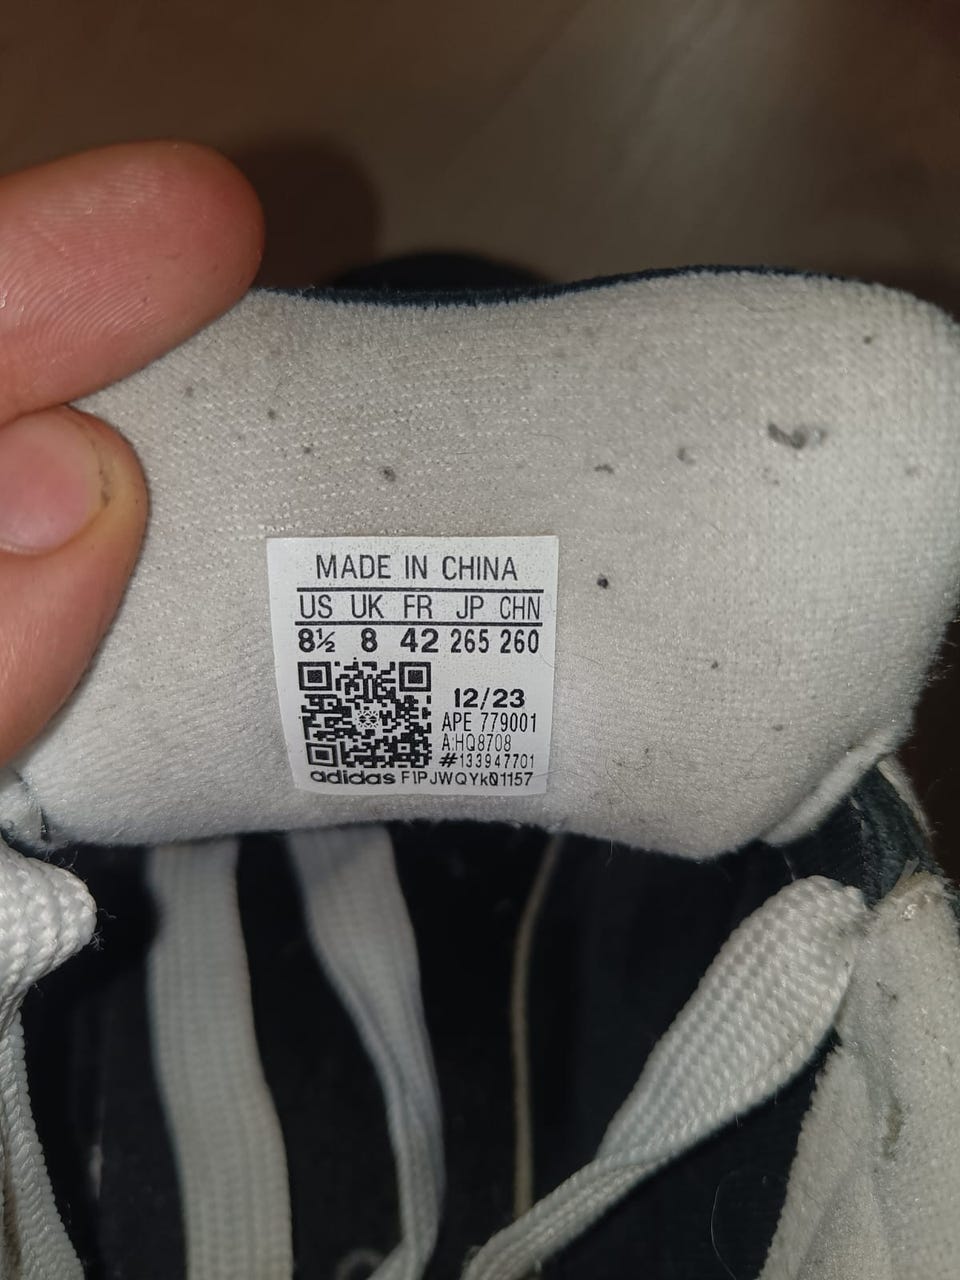 MADE IN CHINA
US UK FR JP CHN
8½ 8 42 265 260
12/23
APE 779001
A:HQ8708
#133947701
adidas F1PJWQYk01157